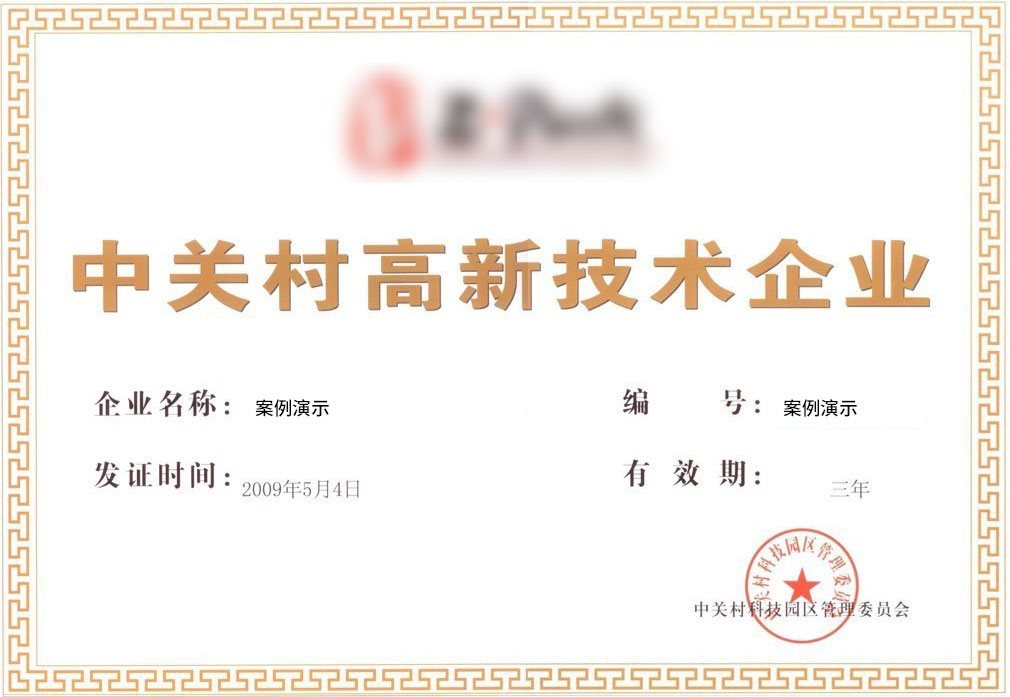 中关村高新技术企业
企业名称： 案例演示
编 号： 案例演示
发证时间： 2009年5月4日
有 效 期： 三年
中关村科技园区管理委员会
中关村科技园区管理委员会